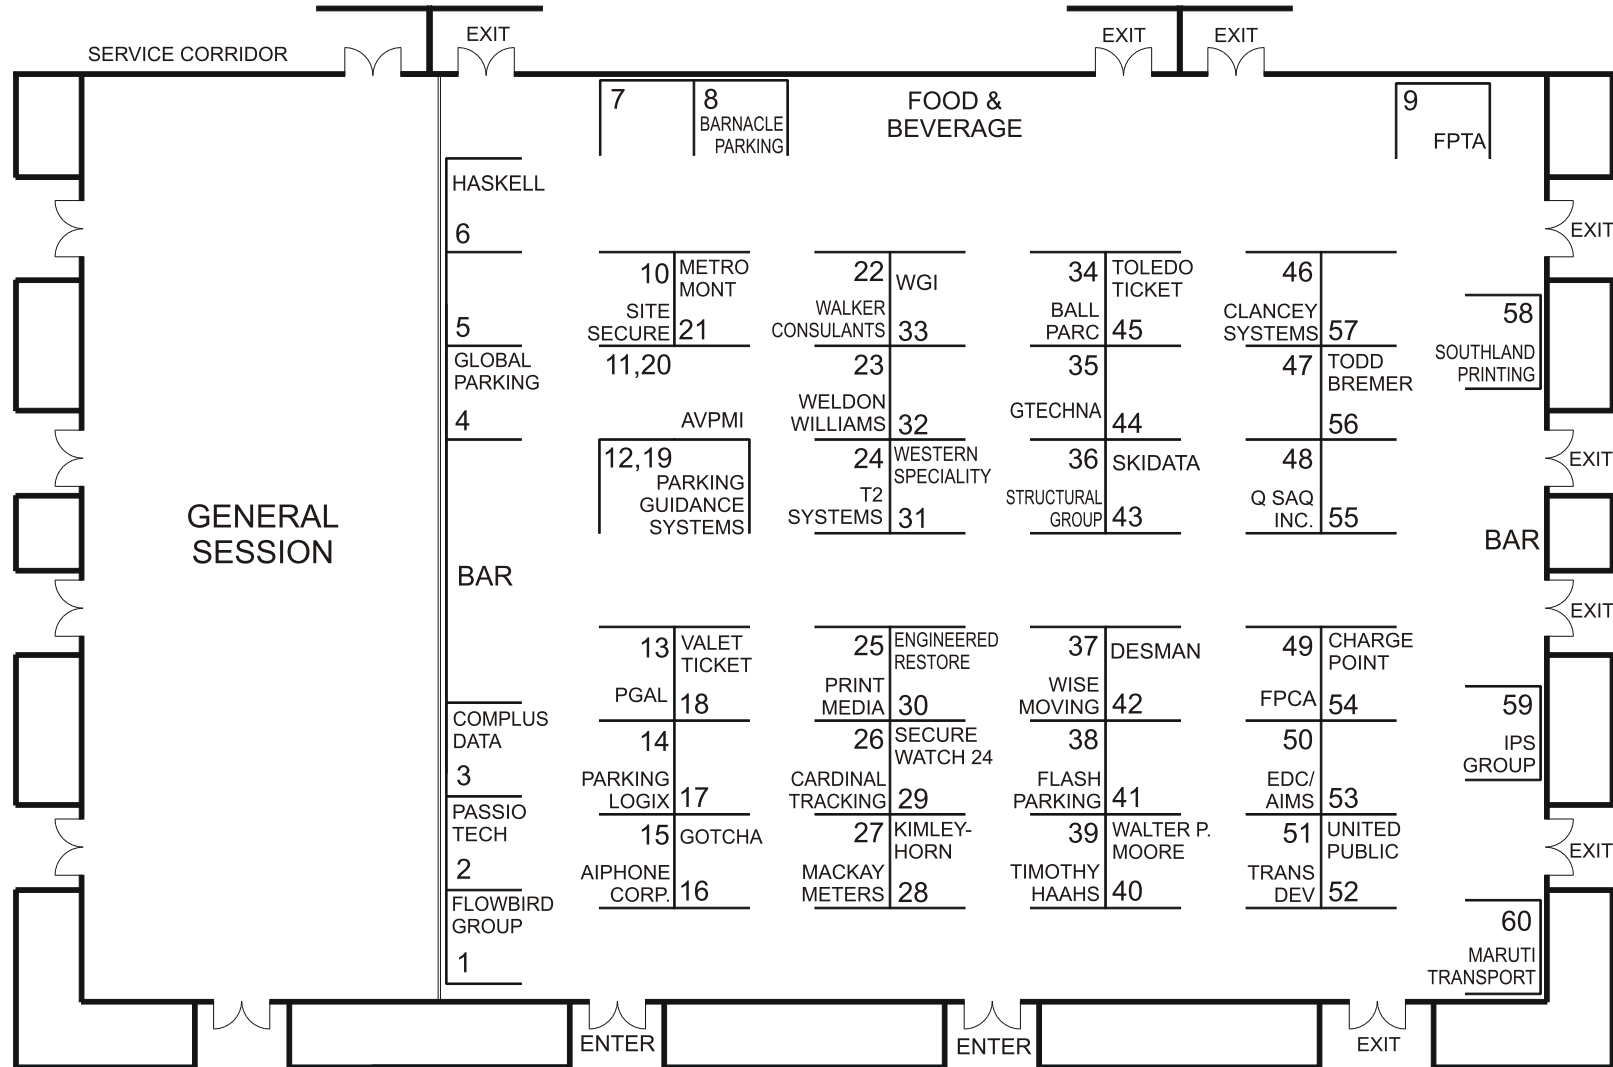 EXIT
EXIT
EXIT
SERVICE CORRIDOR
7
8
BARNACLE
PARKING
FOOD &
BEVERAGE
9
FPTA
HASKELL
6
5
GLOBAL
PARKING
4
GENERAL
SESSION
BAR
COMPLUS
DATA
3
PASSIO
TECH
2
FLOWBIRD
GROUP
1
10
SITE
SECURE
METRO
MONT
21
11,20
AVPMI
12,19
PARKING
GUIDANCE
SYSTEMS
22
WALKER
CONSULANTS
WGI
33
23
WELDON
WILLIAMS
32
24
T2
SYSTEMS
WESTERN
SPECIALITY
31
34
BALL
PARC
TOLEDO
TICKET
45
35
GTECHNA
44
36
STRUCTURAL
GROUP
SKIDATA
43
46
CLANCEY
SYSTEMS
57
47
TODD
BREMER
56
48
Q SAQ
INC.
55
EXIT
58
SOUTHLAND
PRINTING
EXIT
BAR
EXIT
13
PGAL
VALET
TICKET
18
14
PARKING
LOGIX
17
15
AIPHONE
CORP.
GOTCHA
16
25
PRINT
MEDIA
ENGINEERED
RESTORE
30
26
CARDINAL
TRACKING
SECURE
WATCH 24
29
27
MACKAY
METERS
KIMLEY-
HORN
28
37
WISE
MOVING
DESMAN
42
38
FLASH
PARKING
41
39
TIMOTHY
HAAHS
WALTER P.
MOORE
40
49
FPCA
CHARGE
POINT
54
50
EDC/
AIMS
53
51
TRANS
DEV
UNITED
PUBLIC
52
59
IPS
GROUP
EXIT
60
MARUTI
TRANSPORT
ENTER
ENTER
EXIT